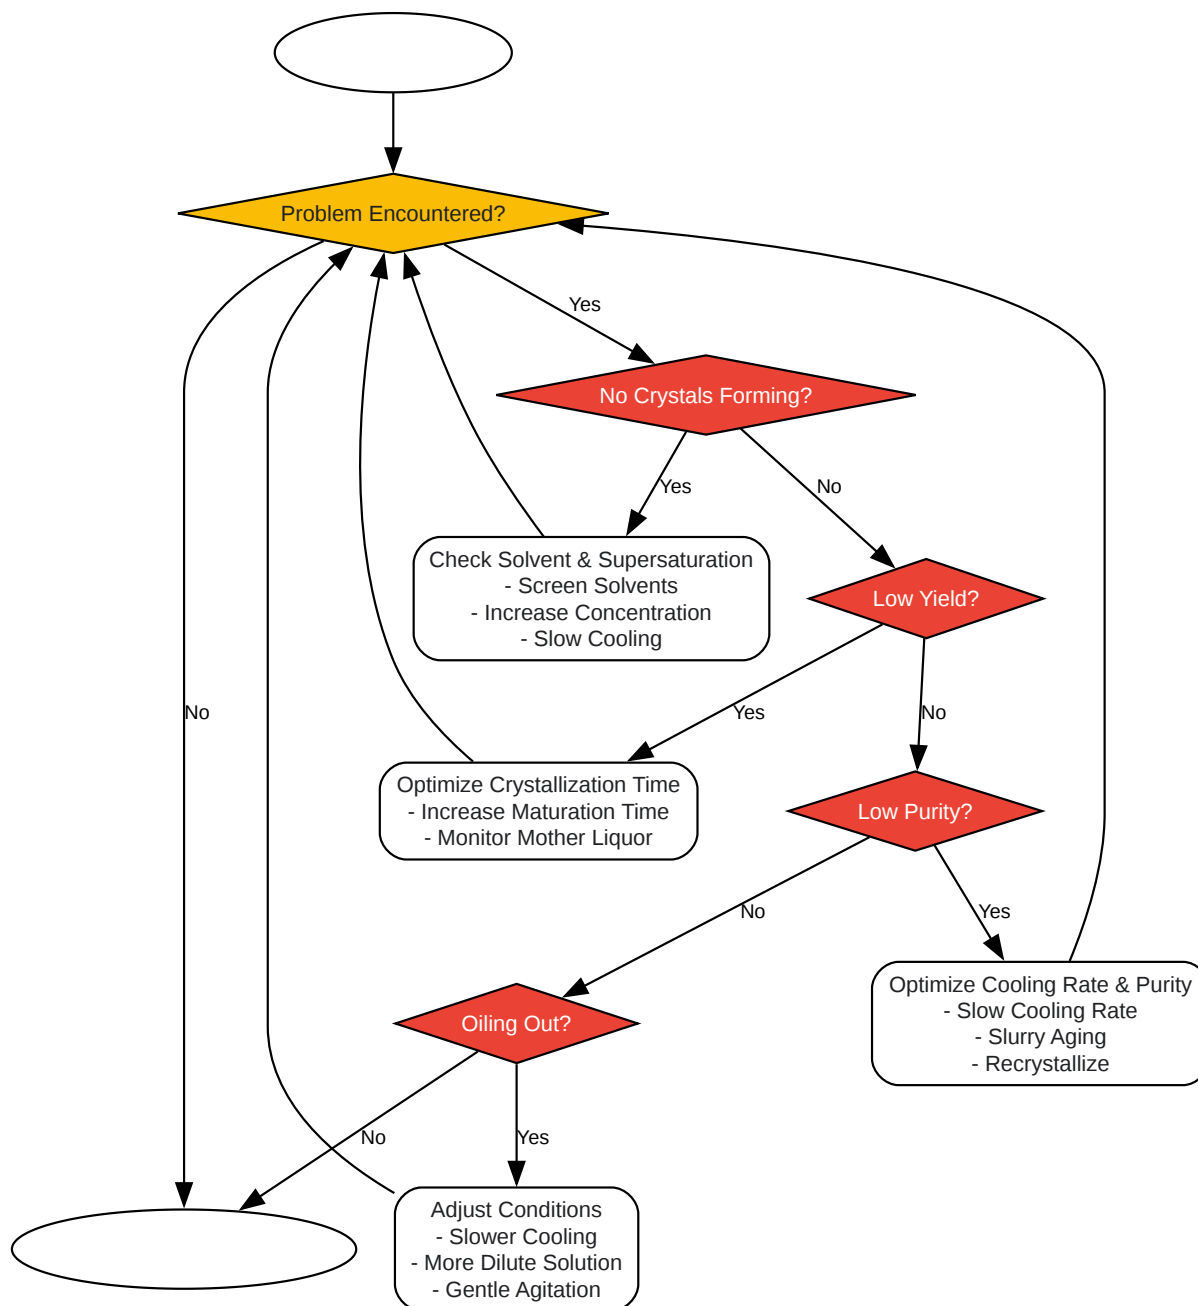 Problem Encountered?
Yes
No Crystals Forming?
Yes
No
Check Solvent & Supersaturation
- Screen Solvents
- Increase Concentration
- Slow Cooling
Low Yield?
No
Yes
No
Optimize Crystallization Time
- Increase Maturation Time
- Monitor Mother Liquor
Low Purity?
No
Yes
Optimize Cooling Rate & Purity
- Slow Cooling Rate
- Slurry Aging
- Recrystallize
Oiling Out?
No
Yes
Adjust Conditions
- Slower Cooling
- More Dilute Solution
- Gentle Agitation